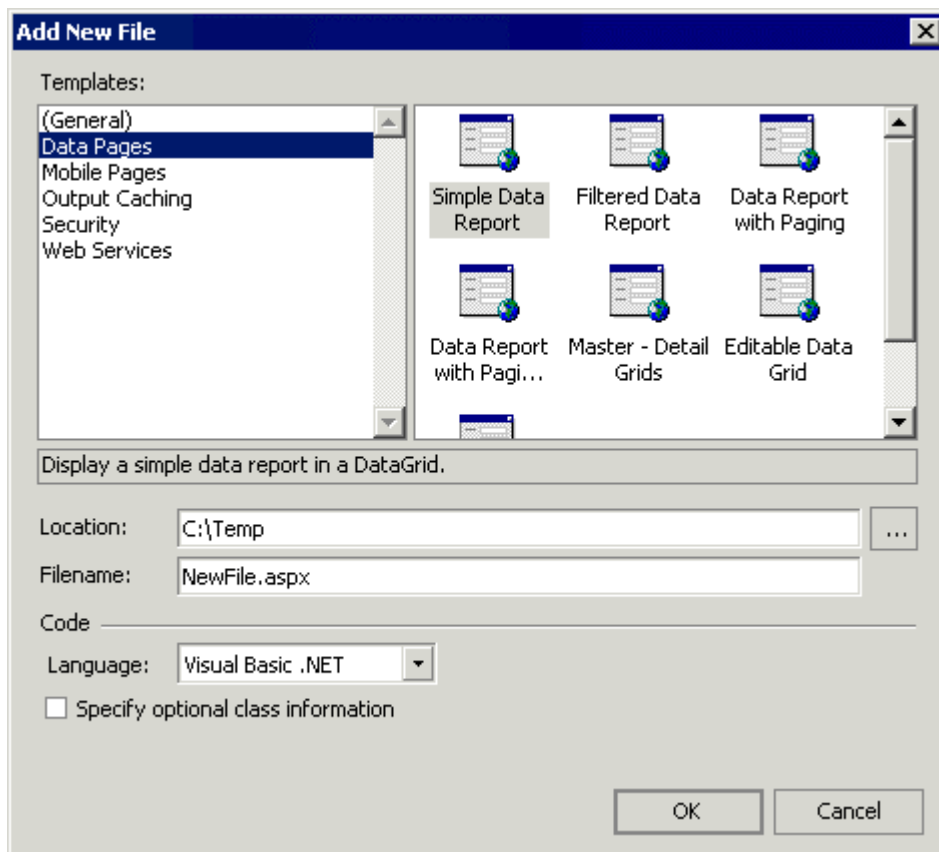 Add New File
Templates:
(General)
Data Pages
Mobile Pages
Output Caching
Security
Web Services
Simple Data
Report
Filtered Data
Report
Data Report
with Paging
Data Report
with Pagi...
Master - Detail
Grids
Editable Data
Grid
Display a simple data report in a DataGrid.
Location:
C:\Temp
...
Filename:
NewFile.aspx
Code
Language:
Visual Basic .NET
Specify optional class information
OK
Cancel